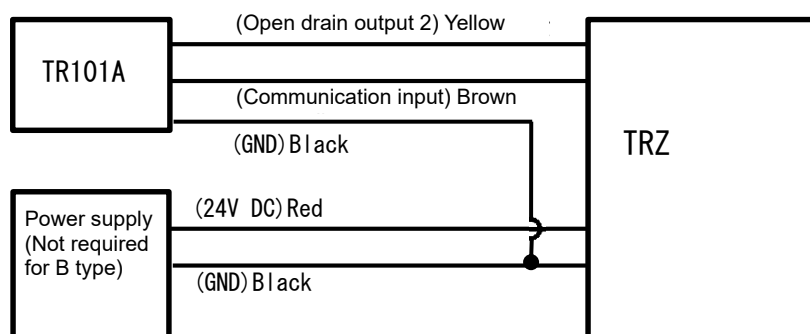 (Open drain output 2) Yellow
TR101A
(Communication input) Brown
(GND)Black
TRZ
Power supply
(Not required
for B type)
(24V DC)Red
(GND)Black